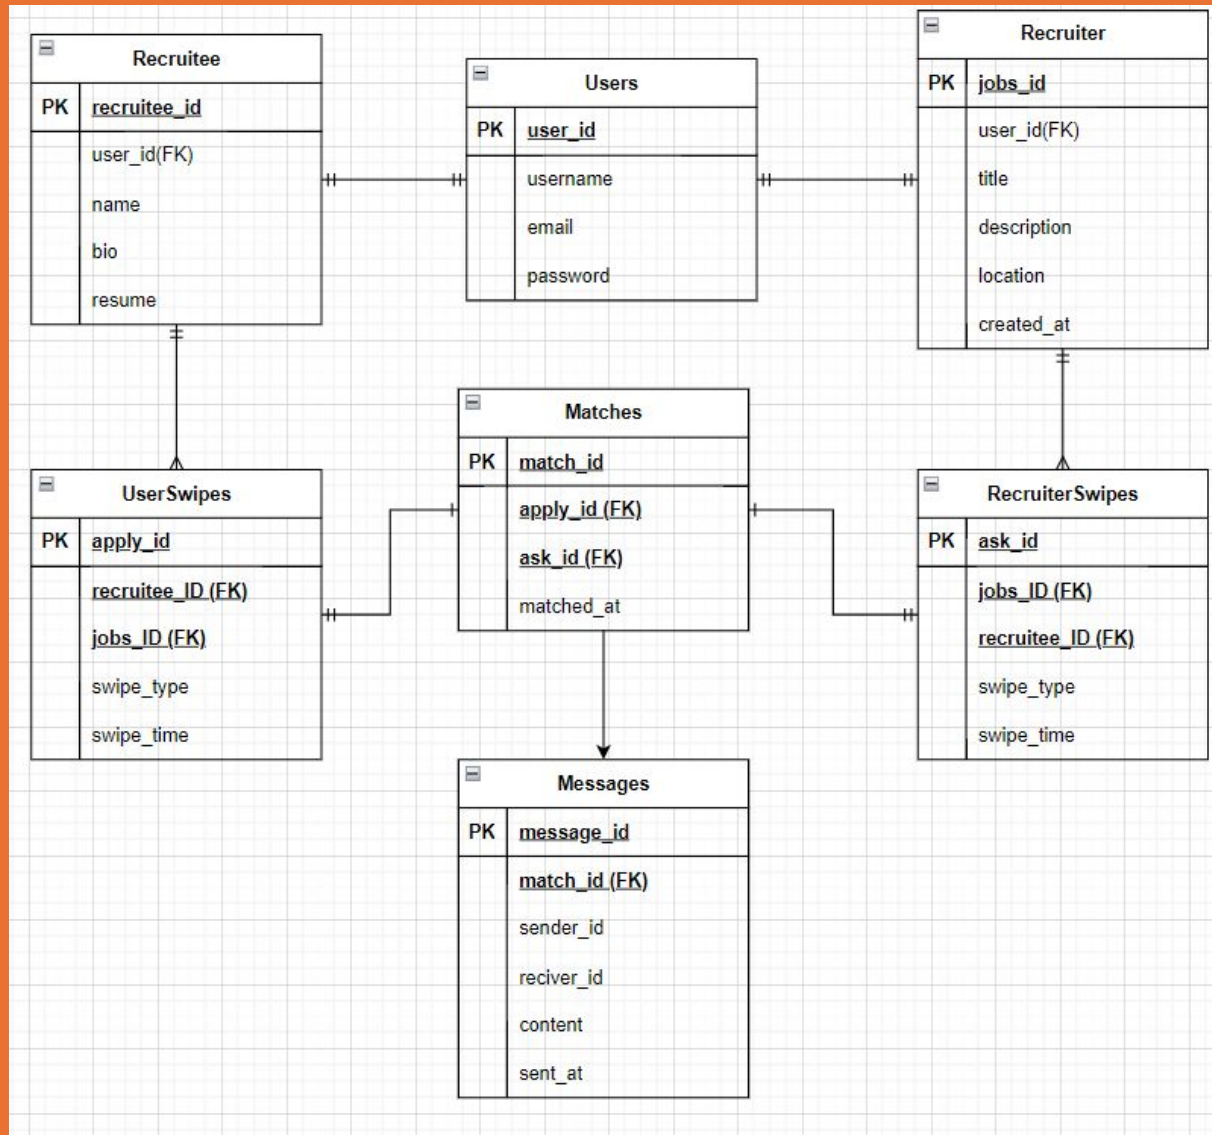 Recruitee
PK recruitee_id
user_id(FK)
name
bio
resume
Users
PK user_id
username
email
password
Recruiter
PK jobs_id
user_id(FK)
title
description
location
created_at
UserSwipes
PK apply_id
recruitee_ID (FK)
jobs_ID (FK)
swipe_type
swipe_time
Matches
PK match_id
apply_id (FK)
ask_id (FK)
matched_at
RecruiterSwipes
PK ask_id
jobs_ID (FK)
recruitee_ID (FK)
swipe_type
swipe_time
Messages
PK message_id
match_id (FK)
sender_id
reciver_id
content
sent_at